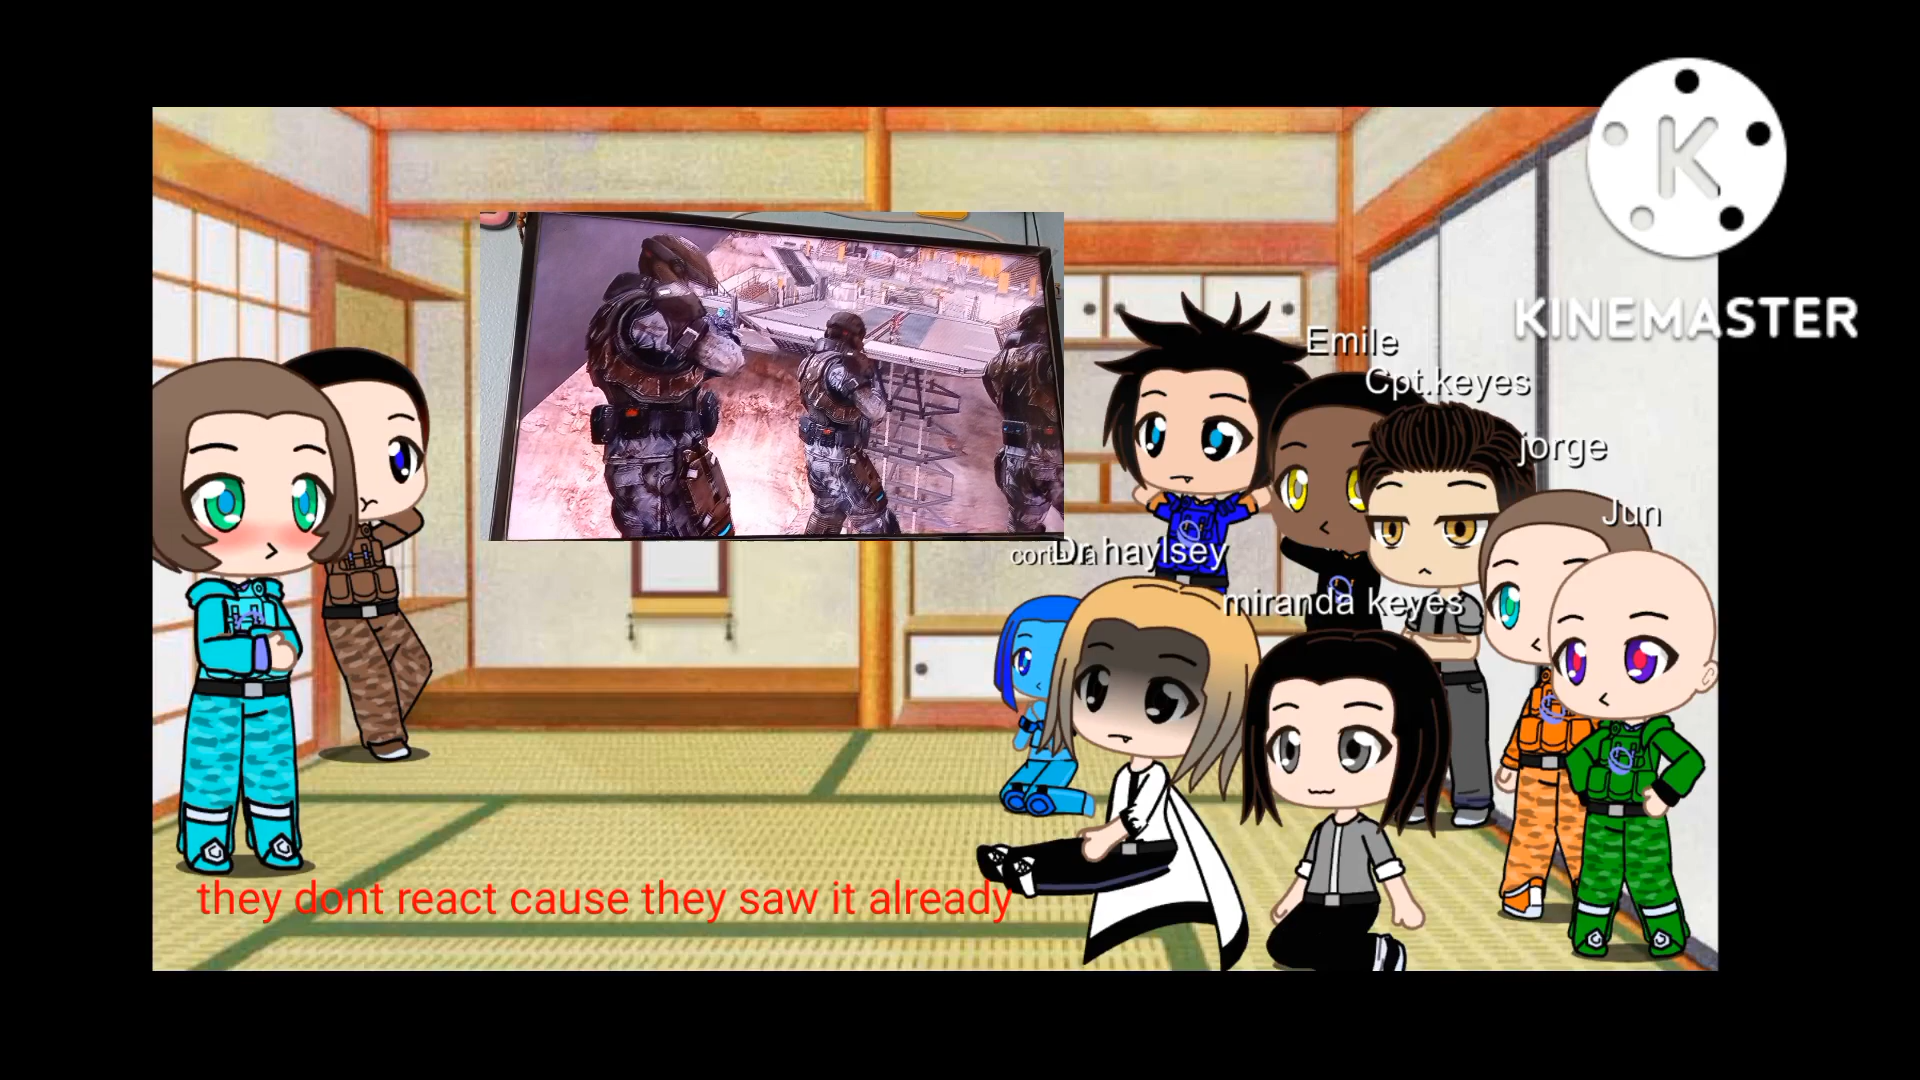 K
KINEMASTER
Emile
Cpt.keyes
jorge
Jun
Dr.haylsey
miranda keyes
they dont react cause they saw it already